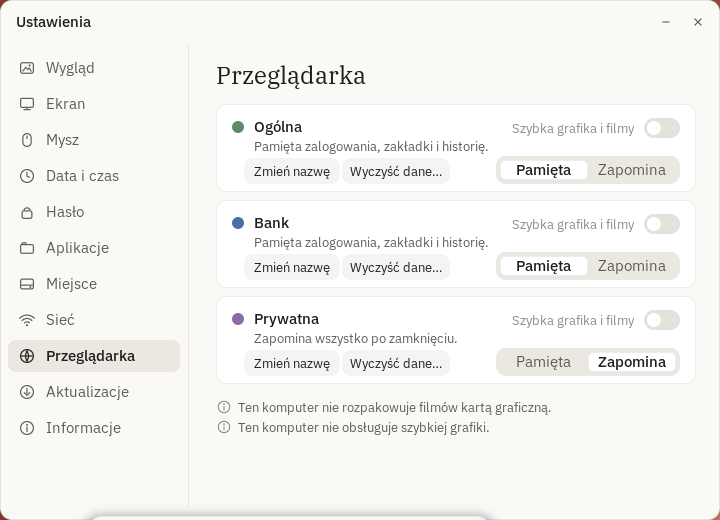 Ustawienia
Wygląd
Ekran
Mysz
Data i czas
Hasło
Aplikacje
Miejsce
Sieć
Przeglądarka
Aktualizacje
Informacje
Przeglądarka
Ogólna
Szybka grafika i filmy
Pamięta zalogowania, zakładki i historię.
Zmień nazwę Wyczyść dane… Pamięta Zapomina
Bank
Szybka grafika i filmy
Pamięta zalogowania, zakładki i historię.
Zmień nazwę Wyczyść dane… Pamięta Zapomina
Prywatna
Szybka grafika i filmy
Zapomina wszystko po zamknięciu.
Zmień nazwę Wyczyść dane… Pamięta Zapomina
Ten komputer nie rozpakowuje filmów kartą graficzną.
Ten komputer nie obsługuje szybkiej grafiki.